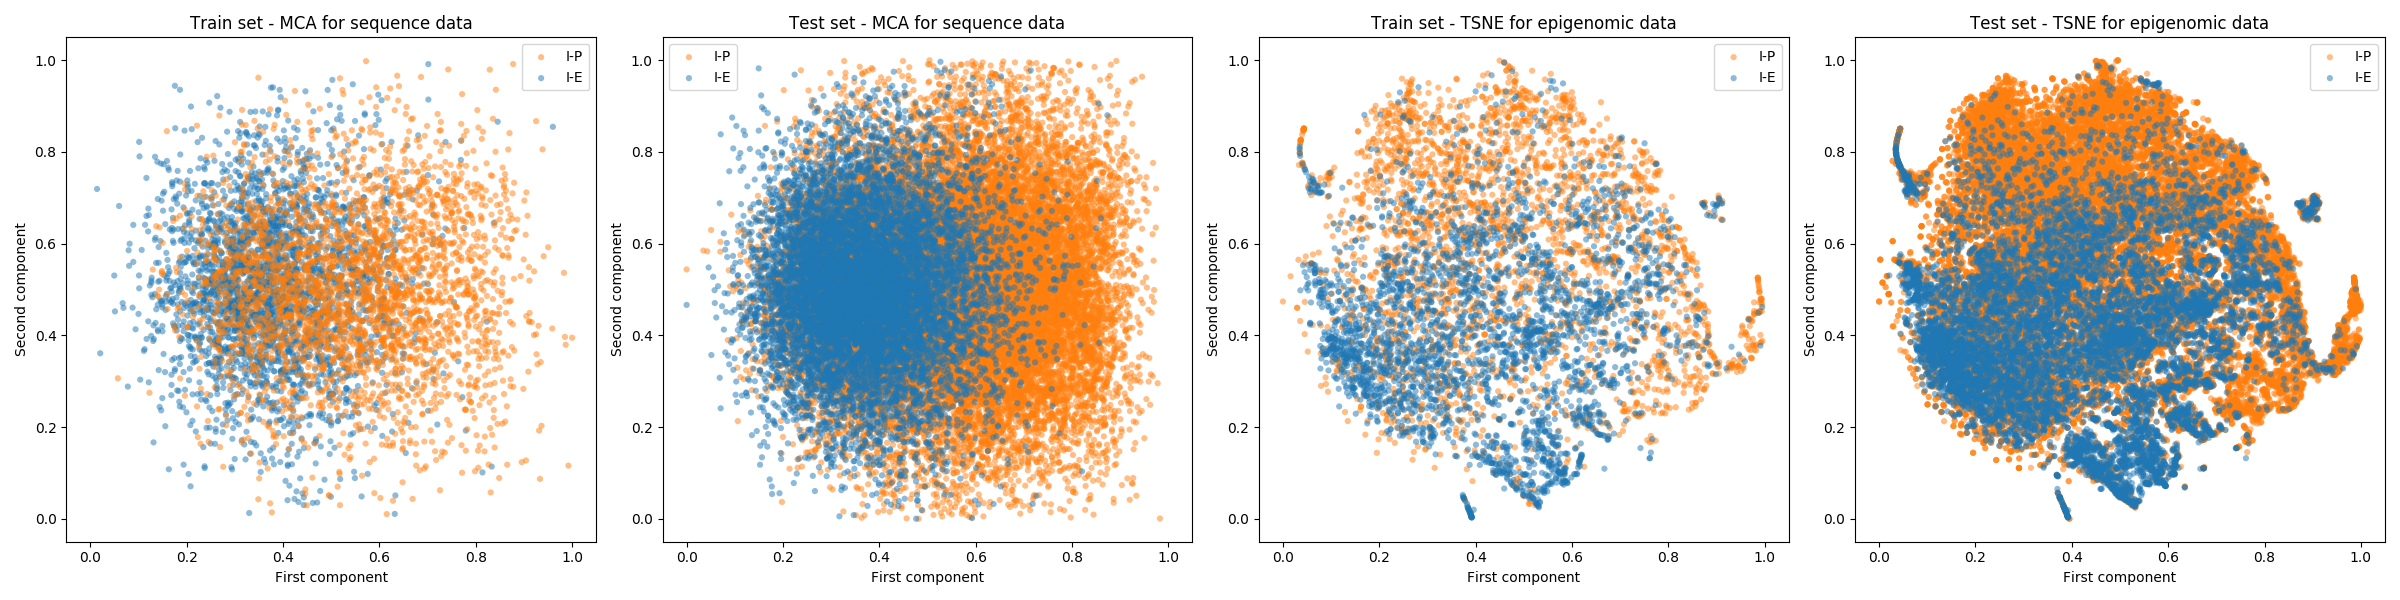 Train set - MCA for sequence data
I-P
I-E
1.0
0.8
0.6
0.4
0.2
0.0
Second component
0.0 0.2 0.4 0.6 0.8 1.0
First component
Test set - MCA for sequence data
I-P
I-E
1.0
0.8
0.6
0.4
0.2
0.0
Second component
0.0 0.2 0.4 0.6 0.8 1.0
First component
Train set - TSNE for epigenomic data
I-P
I-E
1.0
0.8
0.6
0.4
0.2
0.0
Second component
0.0 0.2 0.4 0.6 0.8 1.0
First component
Test set - TSNE for epigenomic data
I-P
I-E
1.0
0.8
0.6
0.4
0.2
0.0
Second component
0.0 0.2 0.4 0.6 0.8 1.0
First component